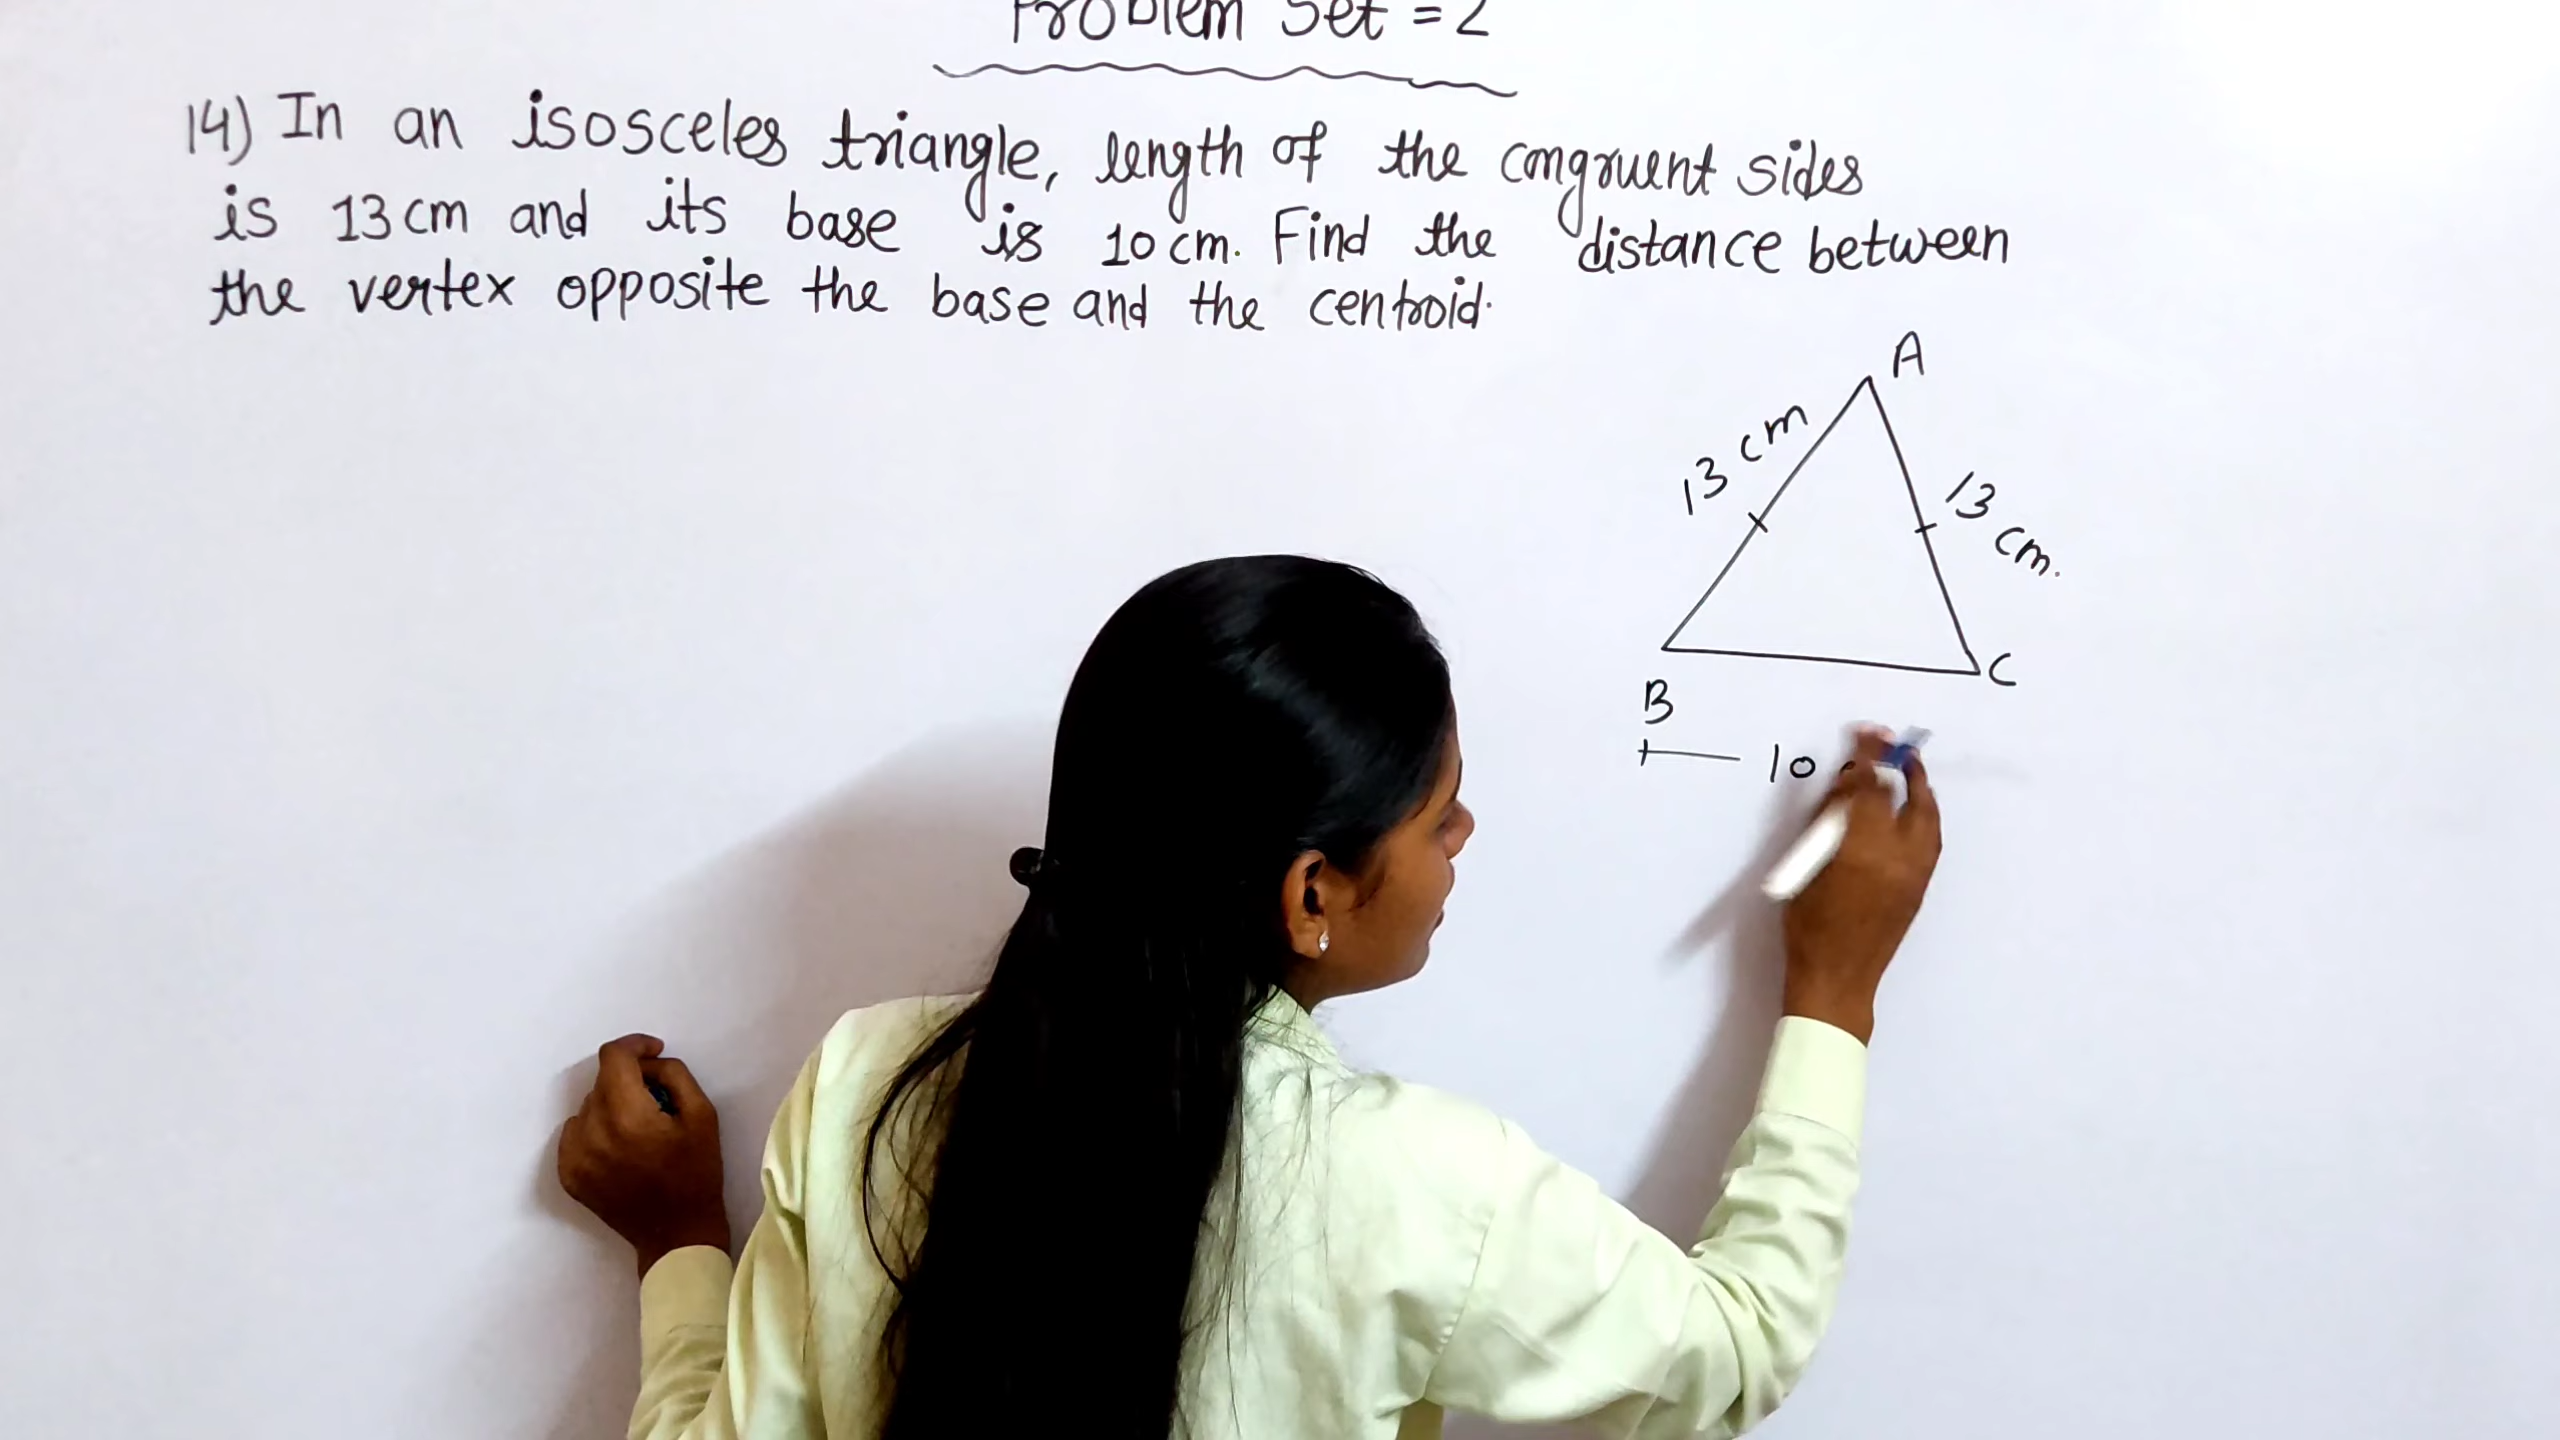 Problem Set = 2
14) In an isosceles triangle, length of the congruent sides
is 13 cm and its base is 10 cm. Find the distance between
the vertex opposite the base and the centroid.
A
13 cm
13 cm.
B
C
10